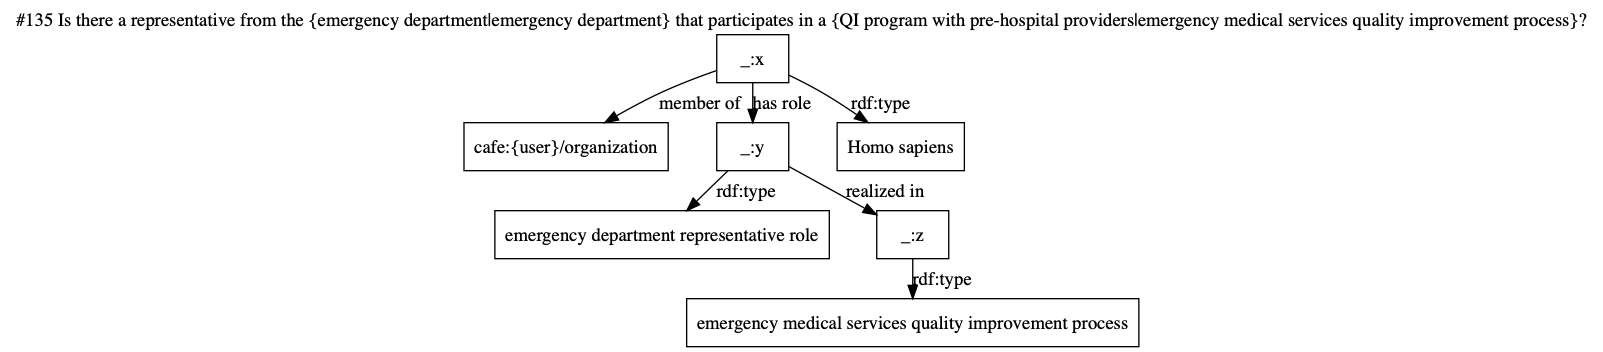 #135 Is there a representative from the {emergency department|emergency department} that participates in a {QI program with pre-hospital providers|emergency medical services quality improvement process}?
_:x
member of
has role
rdf:type
cafe:{user}/organization
_:y
Homo sapiens
rdf:type
realized in
emergency department representative role
_:z
rdf:type
emergency medical services quality improvement process